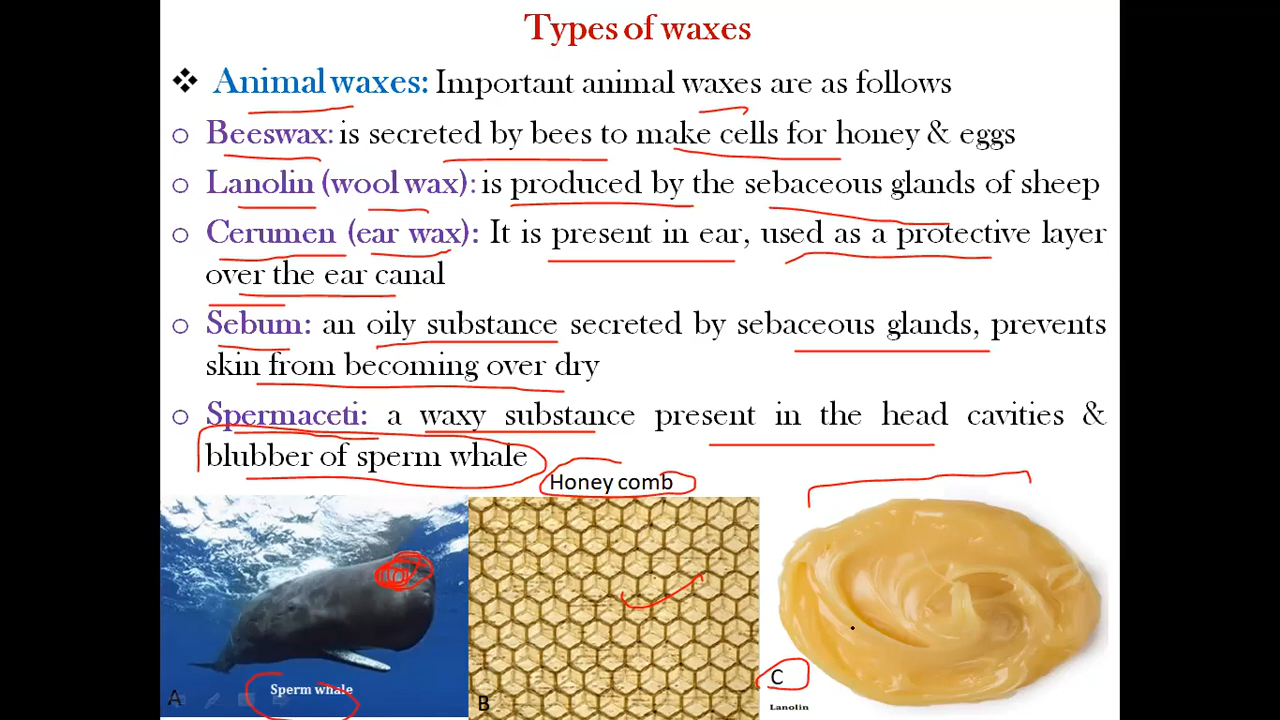 Types of waxes
❖ Animal waxes: Important animal waxes are as follows
o Beeswax: is secreted by bees to make cells for honey & eggs
o Lanolin (wool wax): is produced by the sebaceous glands of sheep
o Cerumen (ear wax): It is present in ear, used as a protective layer
over the ear canal
o Sebum: an oily substance secreted by sebaceous glands, prevents
skin from becoming over dry
o Spermaceti: a waxy substance present in the head cavities &
blubber of sperm whale
Honey comb
Sperm whale
A
B
C
Lanolin